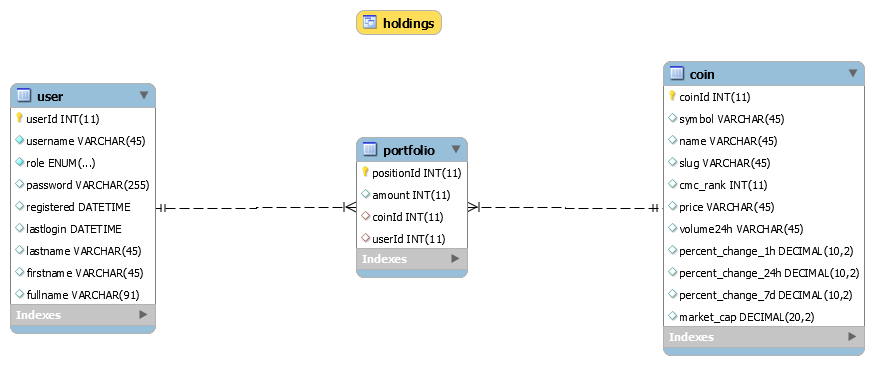 holdings
user
userId INT(11)
username VARCHAR(45)
role ENUM(...)
password VARCHAR(255)
registered DATETIME
lastlogin DATETIME
lastname VARCHAR(45)
firstname VARCHAR(45)
fullname VARCHAR(91)
Indexes
portfolio
positionId INT(11)
amount INT(11)
coinId INT(11)
userId INT(11)
Indexes
coin
coinId INT(11)
symbol VARCHAR(45)
name VARCHAR(45)
slug VARCHAR(45)
cmc_rank INT(11)
price VARCHAR(45)
volume24h VARCHAR(45)
percent_change_1h DECIMAL(10,2)
percent_change_24h DECIMAL(10,2)
percent_change_7d DECIMAL(10,2)
market_cap DECIMAL(20,2)
Indexes